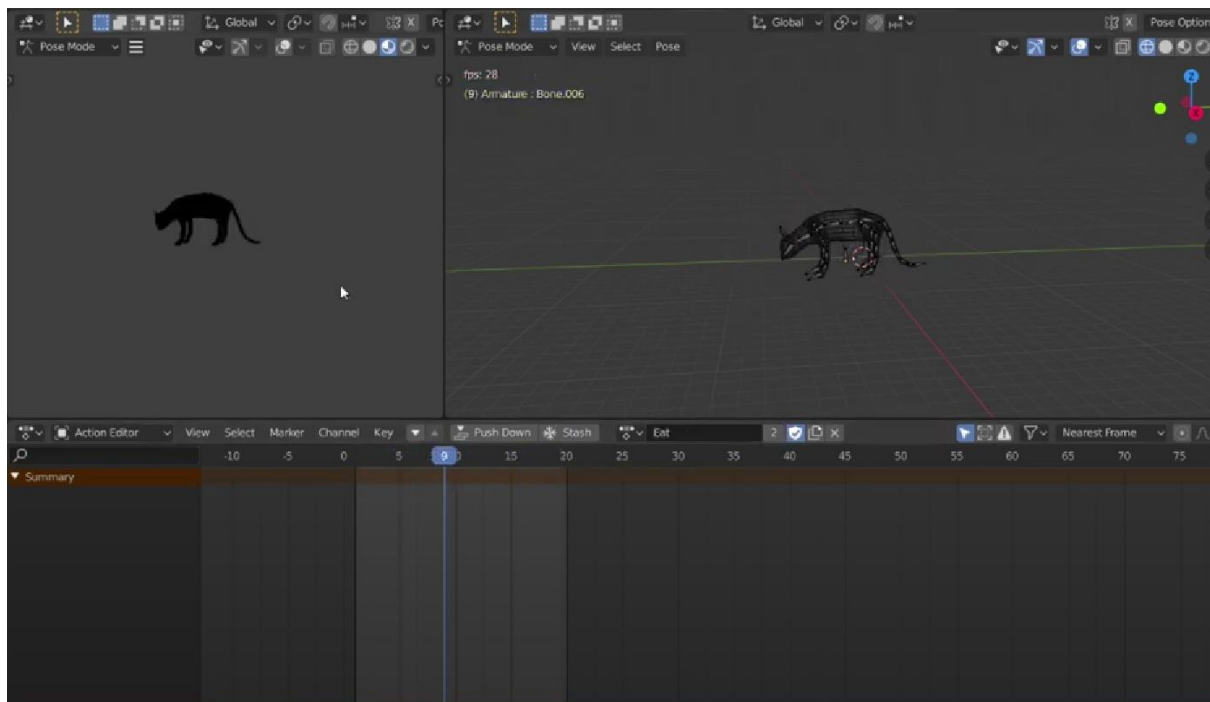 Global X Po Global X Pose Option
Pose Mode Pose Mode View Select Pose
fps: 28
(9) Armature : Bone.006
Z
X
Action Editor View Select Marker Channel Key Push Down Stash Eat 2 Nearest Frame
-10 -5 0 5 9 15 20 25 30 35 40 45 50 55 60 65 70 75
Summary